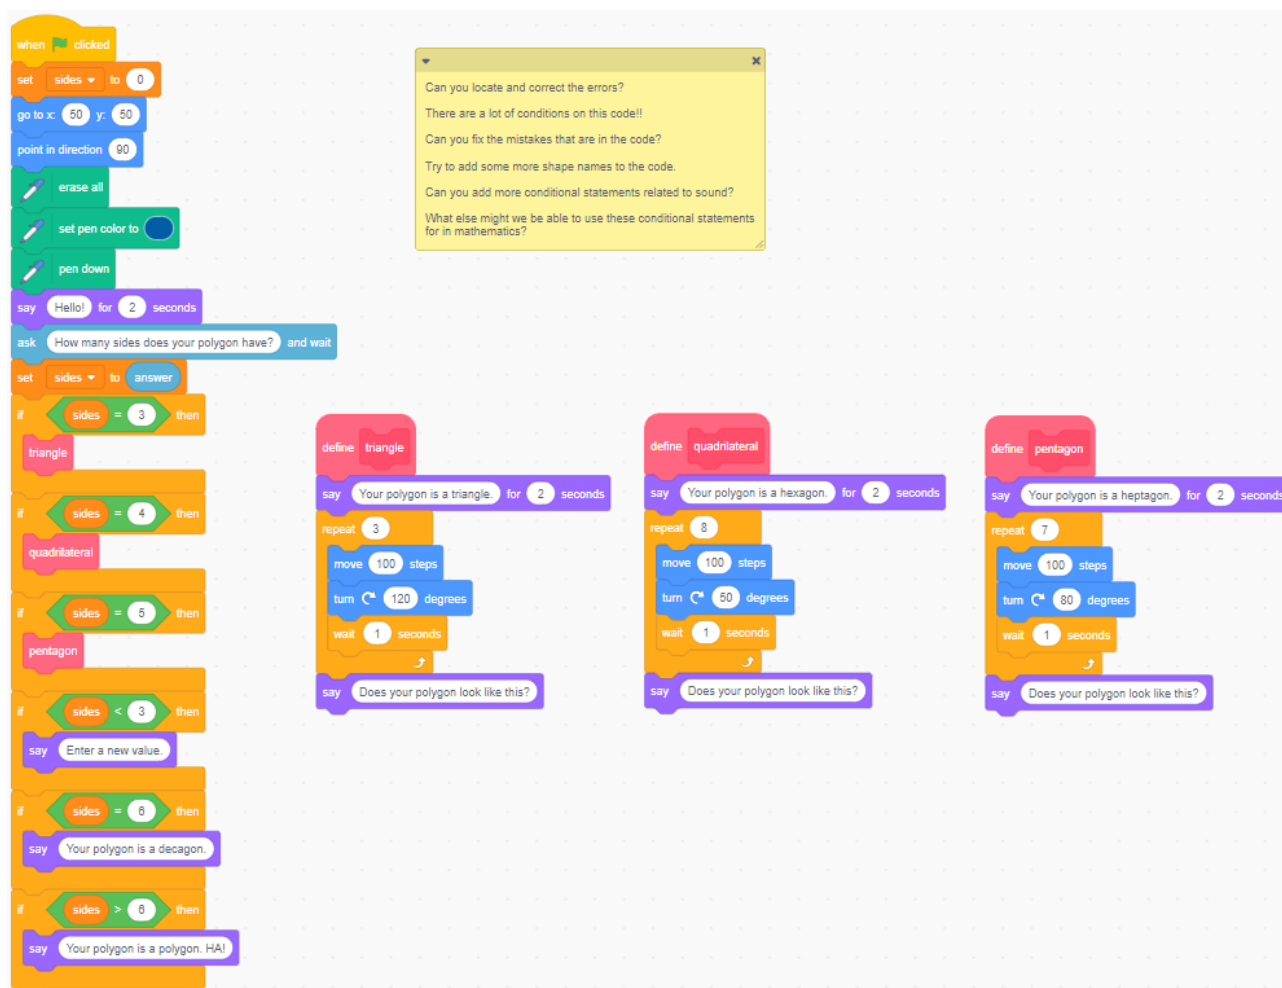 when clicked
set sides to 0
go to x: 50 y: 50
point in direction 90
erase all
set pen color to
pen down
say Hello! for 2 seconds
ask How many sides does your polygon have? and wait
set sides to answer
if sides = 3 then
triangle
if sides = 4 then
quadrilateral
if sides = 5 then
pentagon
if sides < 3 then
say Enter a new value.
if sides = 6 then
say Your polygon is a decagon.
if sides > 6 then
say Your polygon is a polygon. HA!
Can you locate and correct the errors?
There are a lot of conditions on this code!!
Can you fix the mistakes that are in the code?
Try to add some more shape names to the code.
Can you add more conditional statements related to sound?
What else might we be able to use these conditional statements
for in mathematics?
define triangle
say Your polygon is a triangle. for 2 seconds
repeat 3
move 100 steps
turn 120 degrees
wait 1 seconds
say Does your polygon look like this?
define quadrilateral
say Your polygon is a hexagon. for 2 seconds
repeat 8
move 100 steps
turn 50 degrees
wait 1 seconds
say Does your polygon look like this?
define pentagon
say Your polygon is a heptagon. for 2 seconds
repeat 7
move 100 steps
turn 80 degrees
wait 1 seconds
say Does your polygon look like this?